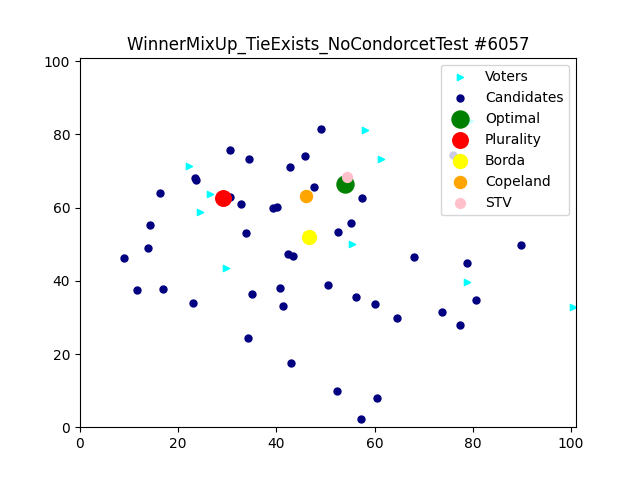 WinnerMixUp_TieExists_NoCondorcetTest #6057
100
80
60
40
20
0
0 20 40 60 80 100
Voters
Candidates
Optimal
Plurality
Borda
Copeland
STV